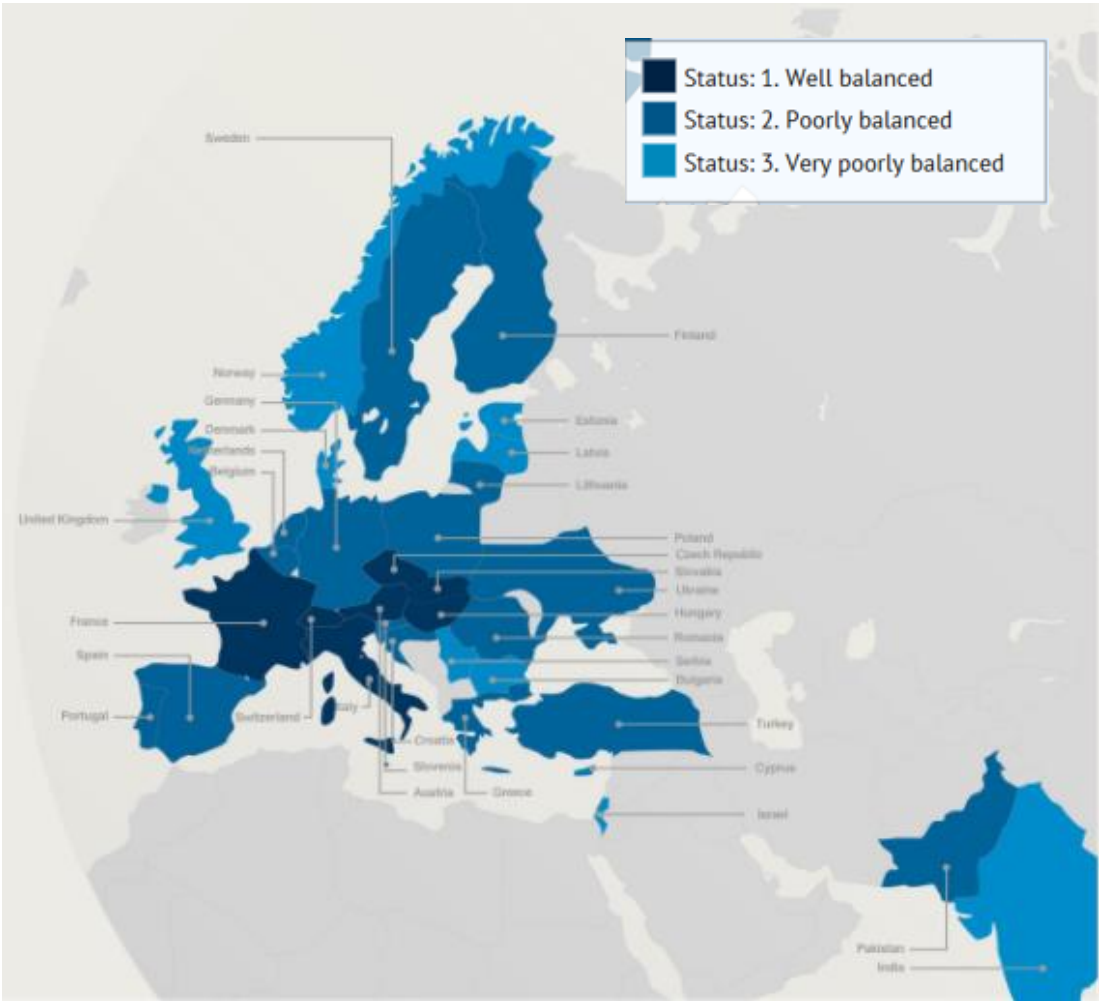 Status: 1. Well balanced
Status: 2. Poorly balanced
Status: 3. Very poorly balanced
Sweden
Finland
Norway
Germany
Denmark
Estonia
Netherlands
Latvia
Belgium
Lithuania
United Kingdom
Poland
Czech Republic
Slovakia
Ukraine
Hungary
France
Romania
Spain
Serbia
Bulgaria
Italy
Portugal
Switzerland
Turkey
Croatia
Slovenia
Cyprus
Austria
Greece
Israel
Pakistan
India